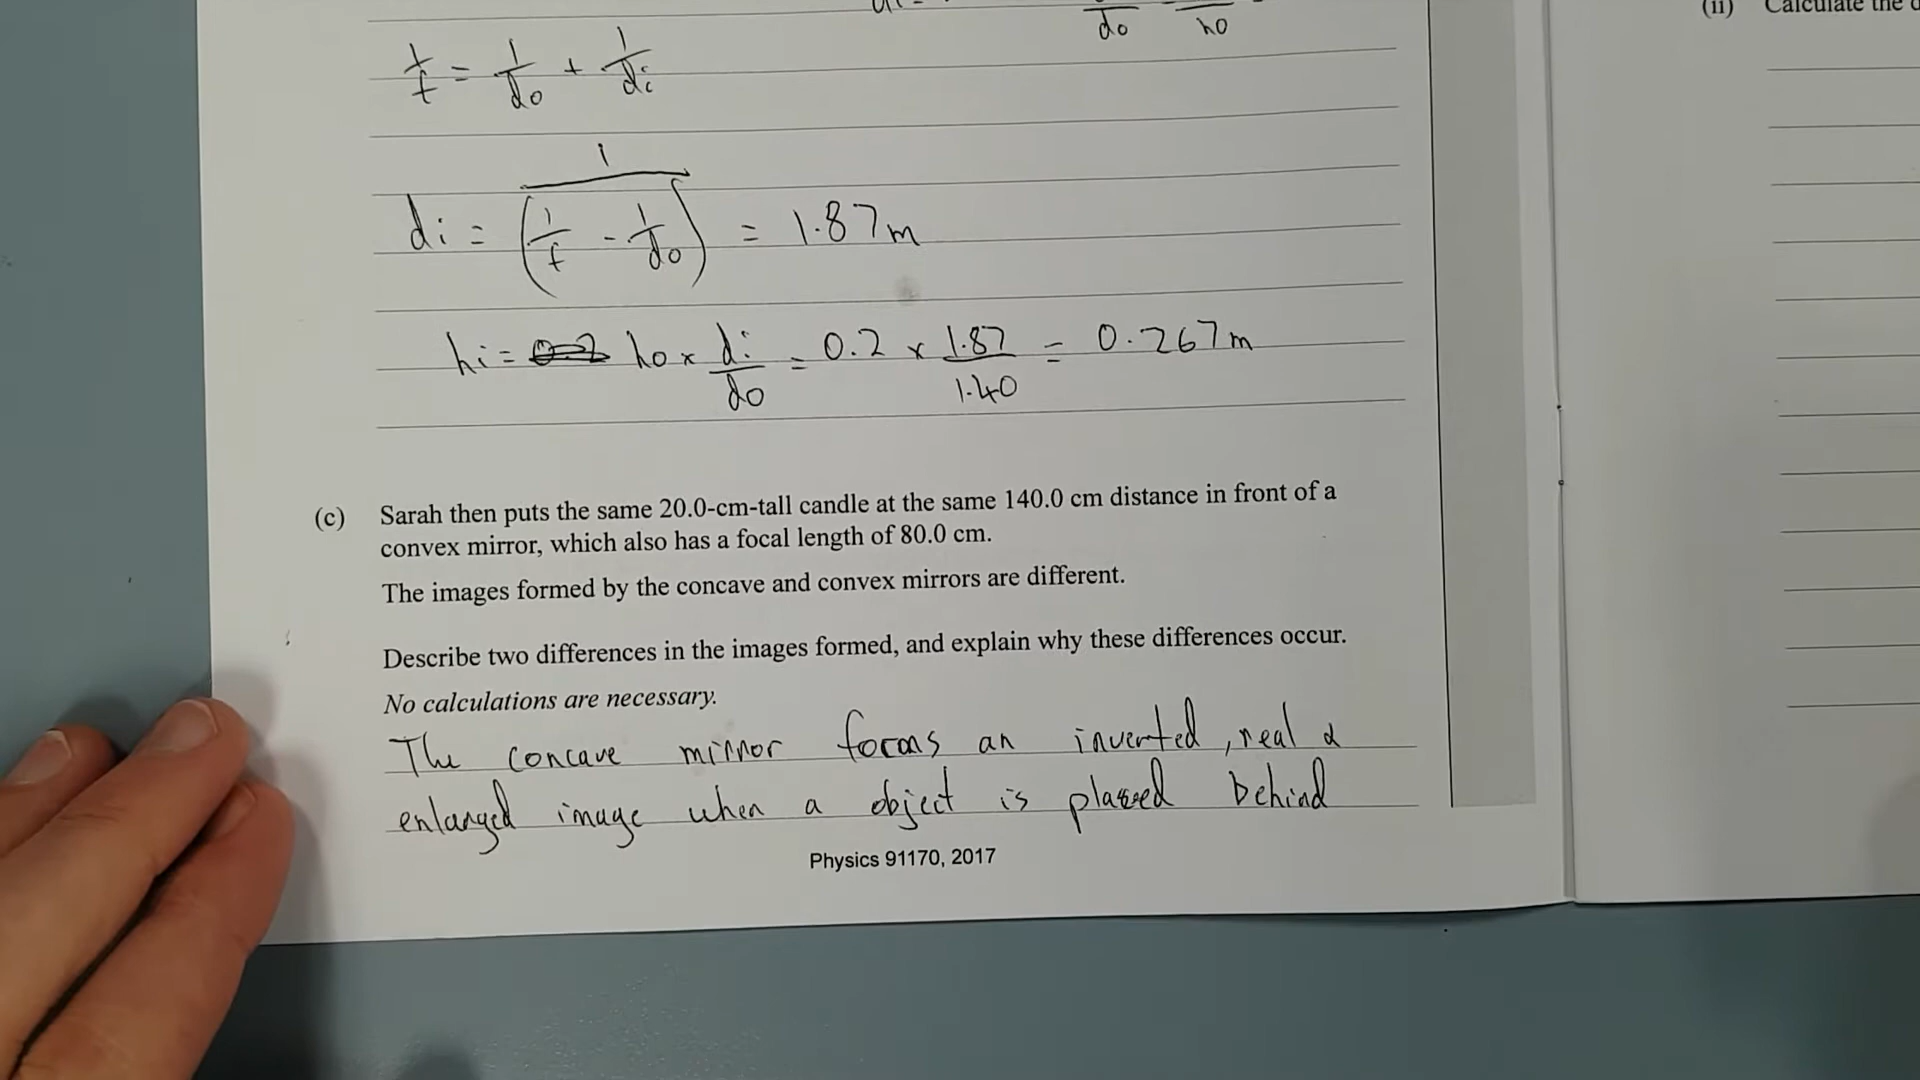 (ii) Calculate the
do ho
1/f = 1/do + 1/di
di = 1/(1/f - 1/do) = 1.87m
hi = ho x di/do = 0.2 x 1.87/1.40 = 0.267m
(c) Sarah then puts the same 20.0-cm-tall candle at the same 140.0 cm distance in front of a
convex mirror, which also has a focal length of 80.0 cm.
The images formed by the concave and convex mirrors are different.
Describe two differences in the images formed, and explain why these differences occur.
No calculations are necessary.
The concave mirror forms an inverted, real &
enlarged image when a object is placed behind
Physics 91170, 2017